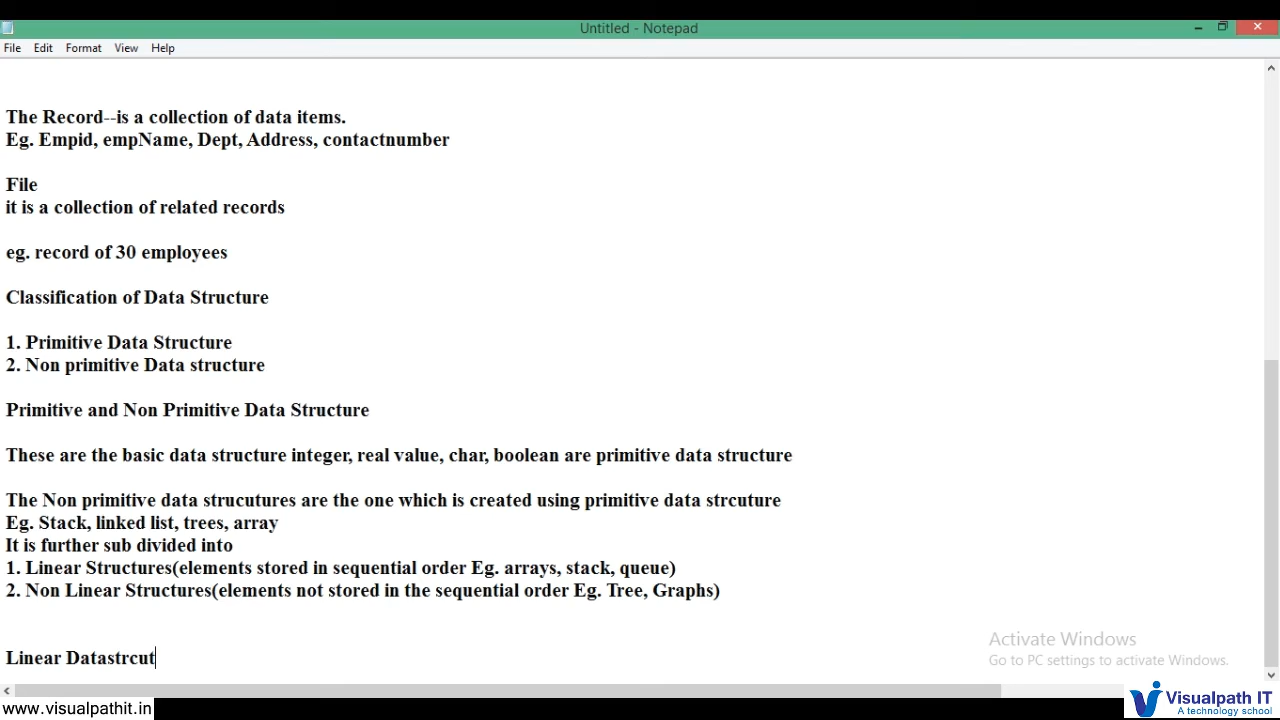 Untitled - Notepad
File Edit Format View Help
The Record--is a collection of data items.
Eg. Empid, empName, Dept, Address, contactnumber
File
it is a collection of related records
eg. record of 30 employees
Classification of Data Structure
1. Primitive Data Structure
2. Non primitive Data structure
Primitive and Non Primitive Data Structure
These are the basic data structure integer, real value, char, boolean are primitive data structure
The Non primitive data strucutures are the one which is created using primitive data strcuture
Eg. Stack, linked list, trees, array
It is further sub divided into
1. Linear Structures(elements stored in sequential order Eg. arrays, stack, queue)
2. Non Linear Structures(elements not stored in the sequential order Eg. Tree, Graphs)
Linear Datastrcut
Activate Windows
Go to PC settings to activate Windows.
www.visualpathit.in
Visualpath IT
A technology school